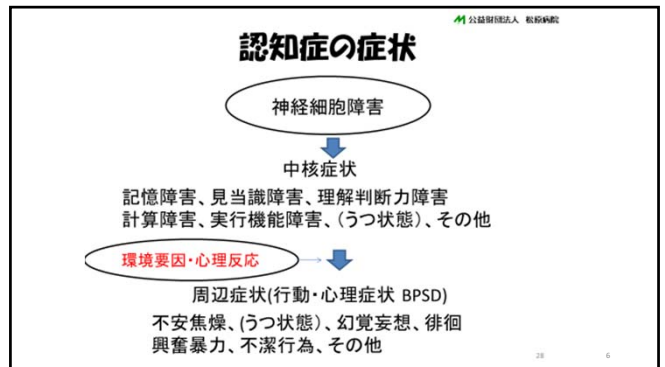 公益財団法人 松原病院
認知症の症状
神経細胞障害
中核症状
記憶障害、見当識障害、理解判断力障害
計算障害、実行機能障害、(うつ状態)、その他
環境要因・心理反応
周辺症状(行動・心理症状 BPSD)
不安焦燥、(うつ状態)、幻覚妄想、徘徊
興奮暴力、不潔行為、その他
28 6